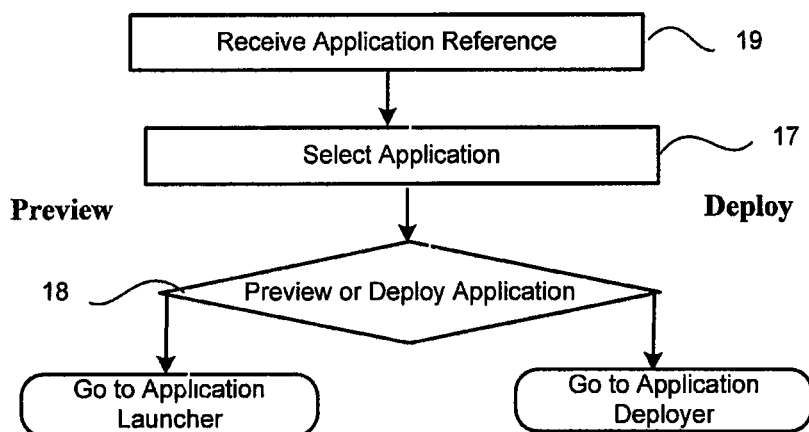 Receive Application Reference
19
Select Application
17
Preview
Deploy
18
Preview or Deploy Application
Go to Application
Launcher
Go to Application
Deployer